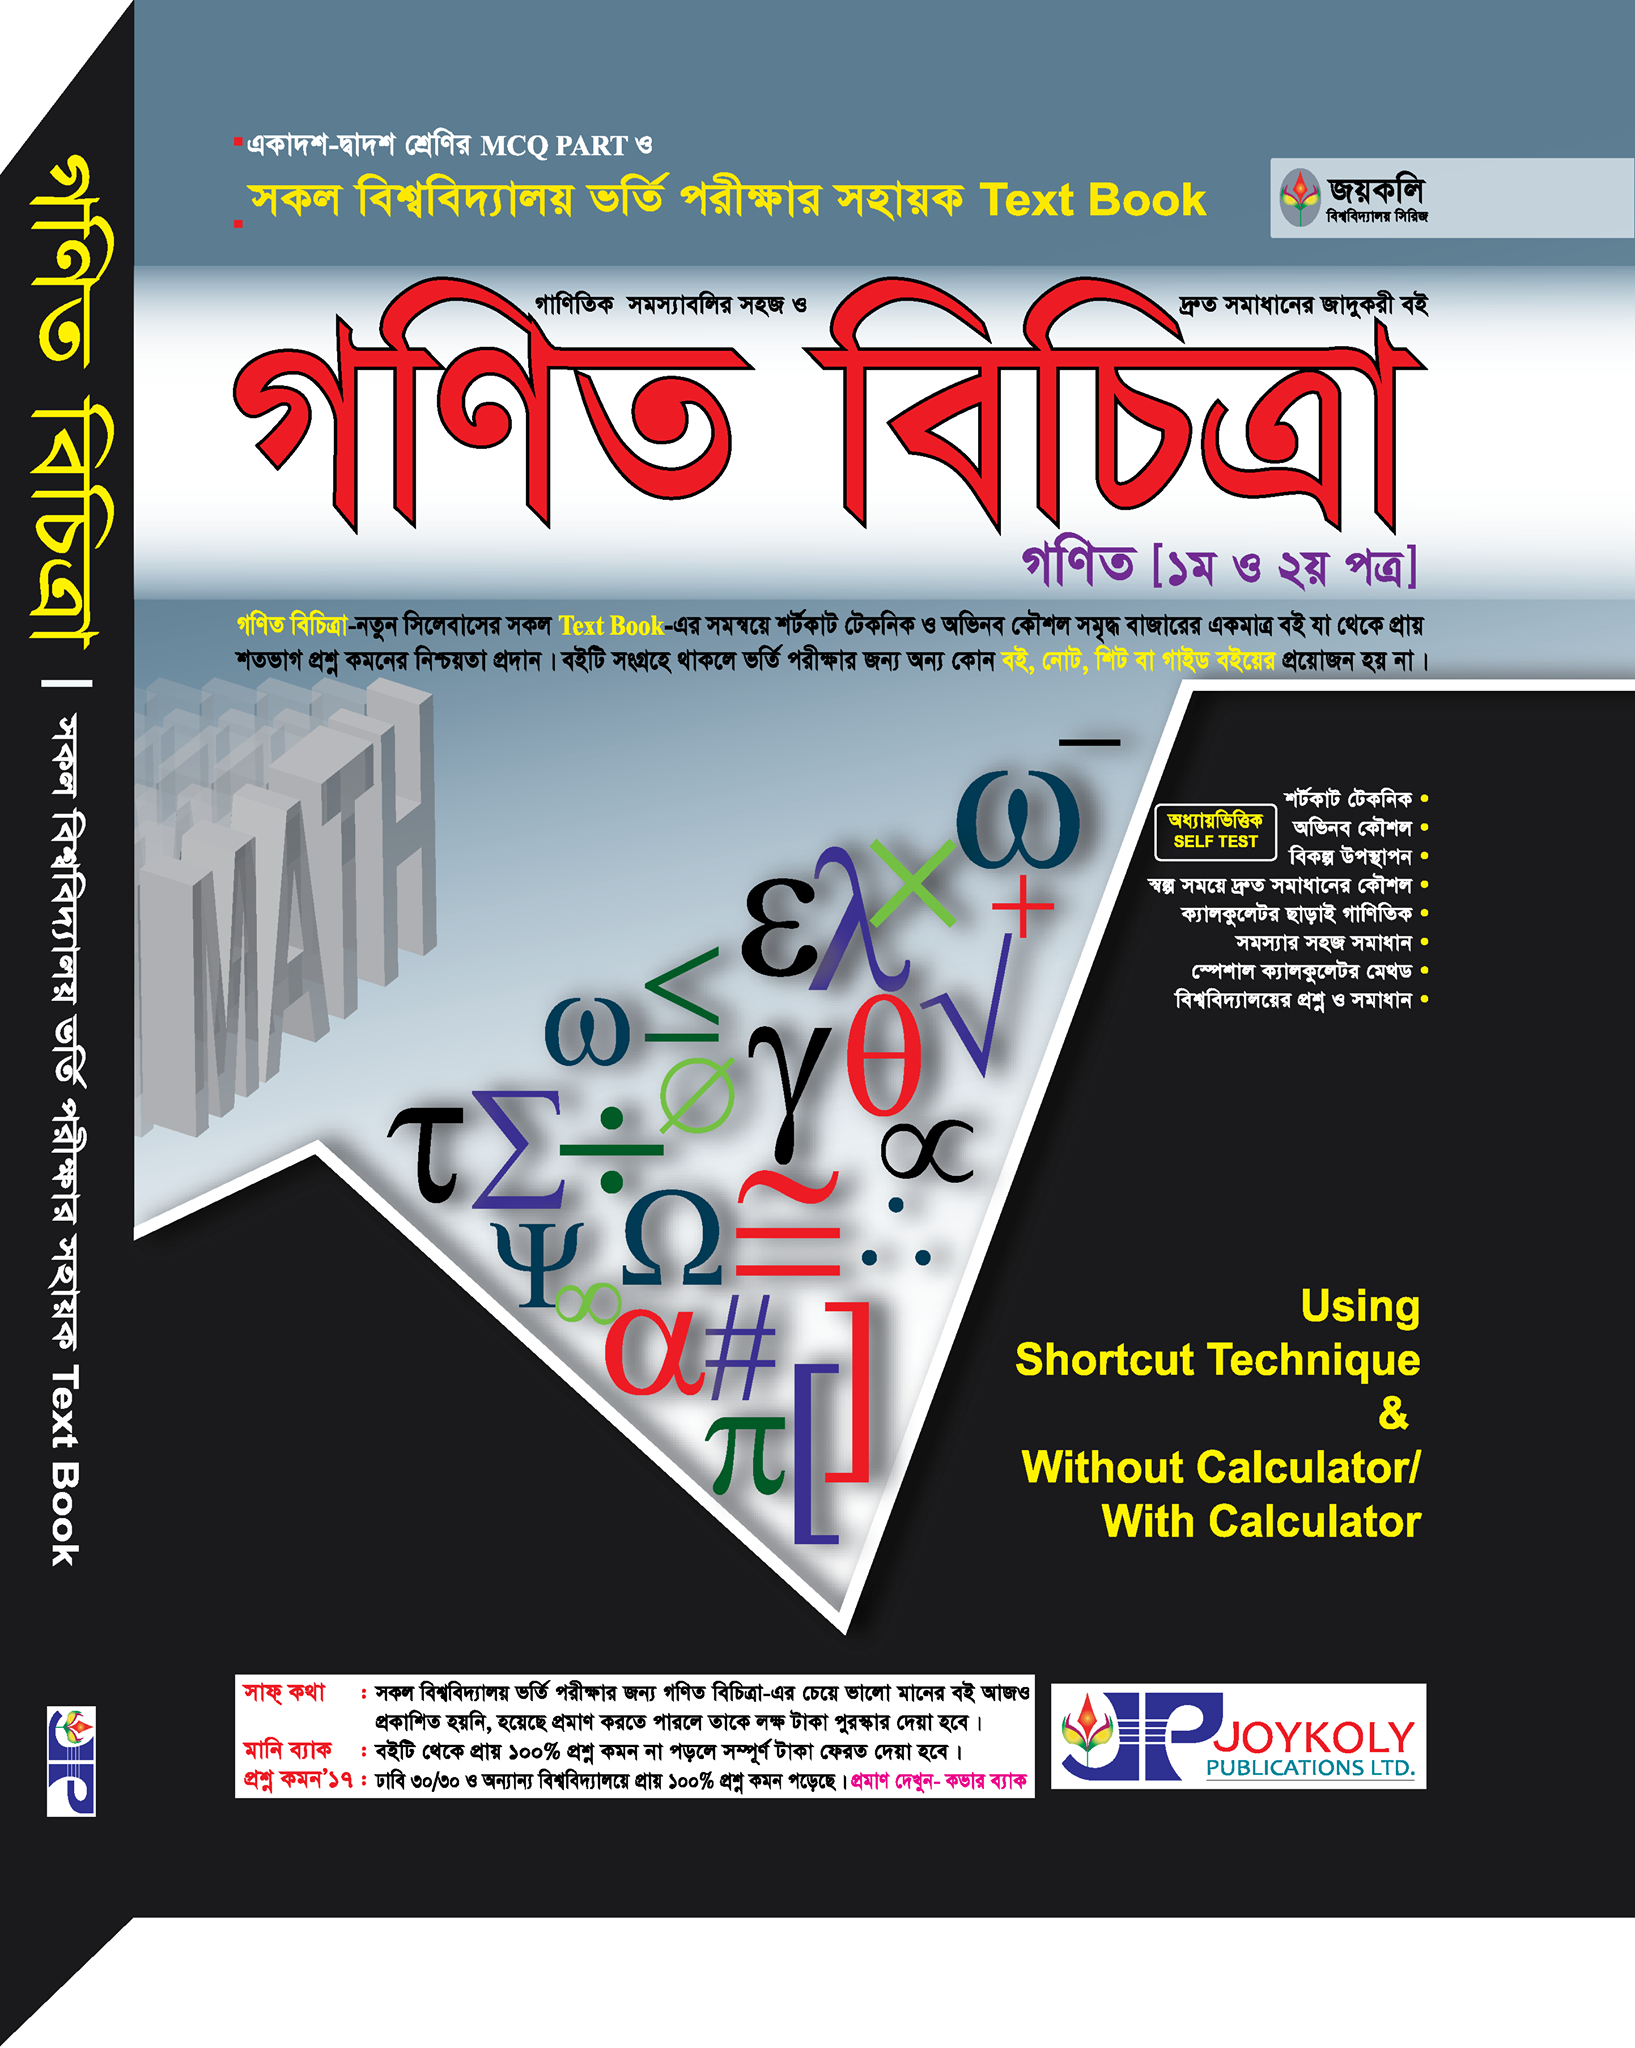 গণিত বিচিত্রা | সকল বিশ্ববিদ্যালয় ভর্তি পরীক্ষার সহায়ক Text Book
একাদশ-দ্বাদশ শ্রেণির MCQ PART ও
সকল বিশ্ববিদ্যালয় ভর্তি পরীক্ষার সহায়ক Text Book
জয়কলি
বিশ্ববিদ্যালয় সিরিজ
গাণিতিক সমস্যাবলির সহজ ও দ্রুত সমাধানের জাদুকরী বই
গণিত বিচিত্রা
গণিত [১ম ও ২য় পত্র]
গণিত বিচিত্রা-নতুন সিলেবাসের সকল Text Book-এর সমন্বয়ে শর্টকাট টেকনিক ও অভিনব কৌশল সমৃদ্ধ বাজারের একমাত্র বই যা থেকে প্রায়
শতভাগ প্রশ্ন কমনের নিশ্চয়তা প্রদান। বইটি সংগ্রহে থাকলে ভর্তি পরীক্ষার জন্য অন্য কোন বই, নোট, শিট বা গাইড বইয়ের প্রয়োজন হয় না।
MATH
অধ্যায়ভিত্তিক
SELF TEST
শর্টকাট টেকনিক •
অভিনব কৌশল •
বিকল্প উপস্থাপন •
স্বল্প সময়ে দ্রুত সমাধানের কৌশল •
ক্যালকুলেটর ছাড়াই গাণিতিক •
সমস্যার সহজ সমাধান •
স্পেশাল ক্যালকুলেটর মেথড •
বিশ্ববিদ্যালয়ের প্রশ্ন ও সমাধান •
− ω
ε λ × +
ω ≤ γ θ √
τ Σ ÷ ∅ ∝
Ψ Ω ≅ ∴
∞ α # ]
π [
Using
Shortcut Technique
&
Without Calculator/
With Calculator
সাফ্ কথা : সকল বিশ্ববিদ্যালয় ভর্তি পরীক্ষার জন্য গণিত বিচিত্রা-এর চেয়ে ভালো মানের বই আজও
প্রকাশিত হয়নি, হয়েছে প্রমাণ করতে পারলে তাকে লক্ষ টাকা পুরস্কার দেয়া হবে।
মানি ব্যাক : বইটি থেকে প্রায় ১০০% প্রশ্ন কমন না পড়লে সম্পূর্ণ টাকা ফেরত দেয়া হবে।
প্রশ্ন কমন'১৭ : ঢাবি ৩০/৩০ ও অন্যান্য বিশ্ববিদ্যালয়ে প্রায় ১০০% প্রশ্ন কমন পড়েছে। প্রমাণ দেখুন- কভার ব্যাক
JP
JOYKOLY
PUBLICATIONS LTD.
JP